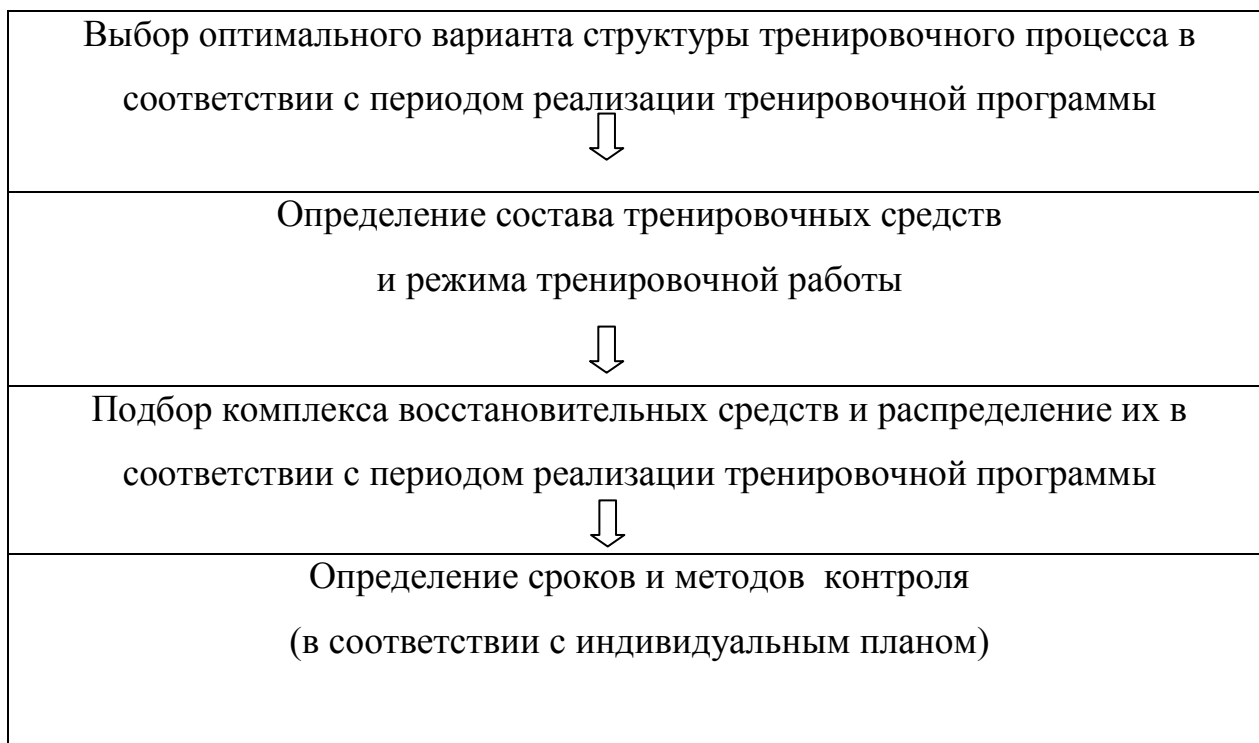 Выбор оптимального варианта структуры тренировочного процесса в
соответствии с периодом реализации тренировочной программы
Определение состава тренировочных средств
и режима тренировочной работы
Подбор комплекса восстановительных средств и распределение их в
соответствии с периодом реализации тренировочной программы
Определение сроков и методов контроля
(в соответствии с индивидуальным планом)